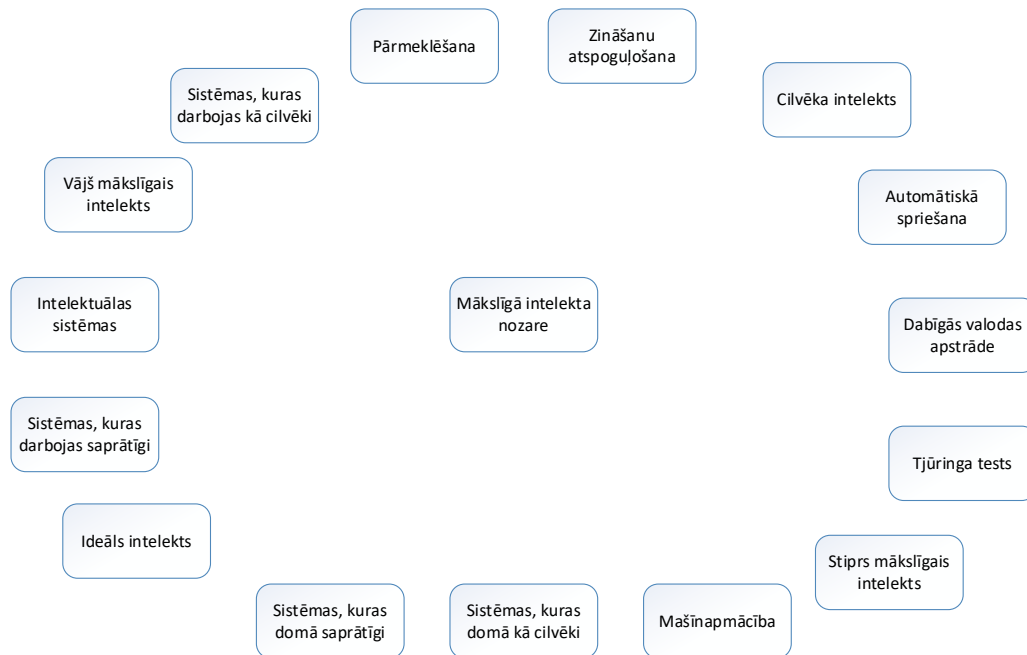 Pārmeklēšana
Zināšanu
atspoguļošana
Sistēmas, kuras
darbojas kā cilvēki
Cilvēka intelekts
Vājš mākslīgais
intelekts
Automātiskā
spriešana
Intelektuālas
sistēmas
Mākslīgā intelekta
nozare
Dabīgās valodas
apstrāde
Sistēmas, kuras
darbojas saprātīgi
Tjūringa tests
Ideāls intelekts
Stiprs mākslīgais
intelekts
Sistēmas, kuras
domā saprātīgi
Sistēmas, kuras
domā kā cilvēki
Mašīnapmācība